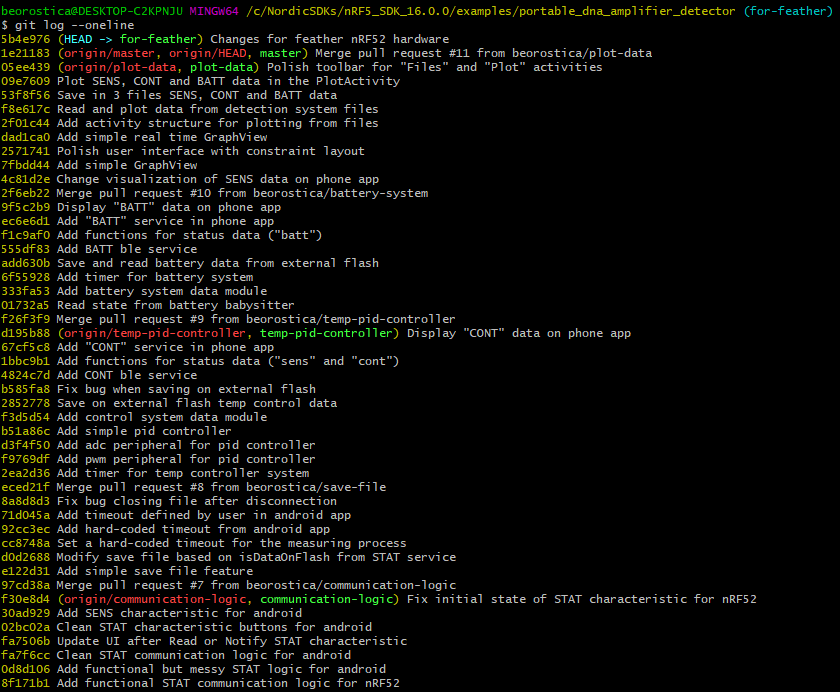 beorostica@DESKTOP-C2KPNJU MINGW64 /c/NordicSDKs/nRF5_SDK_16.0.0/examples/portable_dna_amplifier_detector (for-feather)
$ git log --oneline
5b4e976 (HEAD -> for-feather) Changes for feather nRF52 hardware
1e21183 (origin/master, origin/HEAD, master) Merge pull request #11 from beorostica/plot-data
05ee439 (origin/plot-data, plot-data) Polish toolbar for "Files" and "Plot" activities
09e7609 Plot SENS, CONT and BATT data in the PlotActivity
53f8f56 Save in 3 files SENS, CONT and BATT data
f8e617c Read and plot data from detection system files
2f01c44 Add activity structure for plotting from files
dad1ca0 Add simple real time GraphView
2571741 Polish user interface with constraint layout
7fbdd44 Add simple GraphView
4c81d2e Change visualization of SENS data on phone app
2f6eb22 Merge pull request #10 from beorostica/battery-system
9f5c2b9 Display "BATT" data on phone app
ec6e6d1 Add "BATT" service in phone app
f1c9af0 Add functions for status data ("batt")
555df83 Add BATT ble service
add630b Save and read battery data from external flash
6f55928 Add timer for battery system
333fa53 Add battery system data module
01732a5 Read state from battery babysitter
f26f3f9 Merge pull request #9 from beorostica/temp-pid-controller
d195b88 (origin/temp-pid-controller, temp-pid-controller) Display "CONT" data on phone app
67cf5c8 Add "CONT" service in phone app
1bbc9b1 Add functions for status data ("sens" and "cont")
4824c7d Add CONT ble service
b585fa8 Fix bug when saving on external flash
2852778 Save on external flash temp control data
f3d5d54 Add control system data module
b51a86c Add simple pid controller
d3f4f50 Add adc peripheral for pid controller
f9769df Add pwm peripheral for pid controller
2ea2d36 Add timer for temp controller system
eced21f Merge pull request #8 from beorostica/save-file
8a8d8d3 Fix bug closing file after disconnection
71d045a Add timeout defined by user in android app
92cc3ec Add hard-coded timeout from android app
cc8748a Set a hard-coded timeout for the measuring process
d0d2688 Modify save file based on isDataOnFlash from STAT service
e122d31 Add simple save file feature
97cd38a Merge pull request #7 from beorostica/communication-logic
f30e8d4 (origin/communication-logic, communication-logic) Fix initial state of STAT characteristic for nRF52
30ad929 Add SENS characteristic for android
02bc02a Clean STAT characteristic buttons for android
fa7506b Update UI after Read or Notify STAT characteristic
fa7f6cc Clean STAT communication logic for android
0d8d106 Add functional but messy STAT logic for android
8f171b1 Add functional STAT communication logic for nRF52